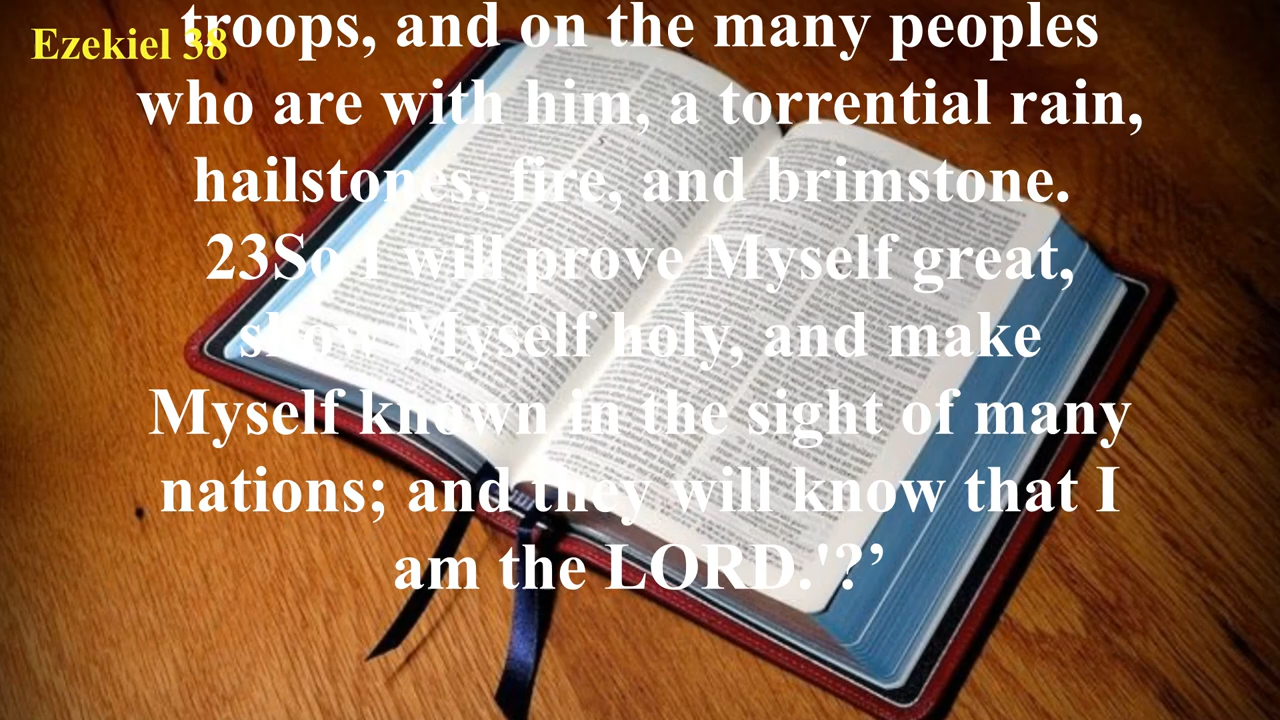 Ezekiel 38
troops, and on the many peoples
who are with him, a torrential rain,
hailstones, fire, and brimstone.
23So I will prove Myself great,
show Myself holy, and make
Myself known in the sight of many
nations; and they will know that I
am the LORD.'?’